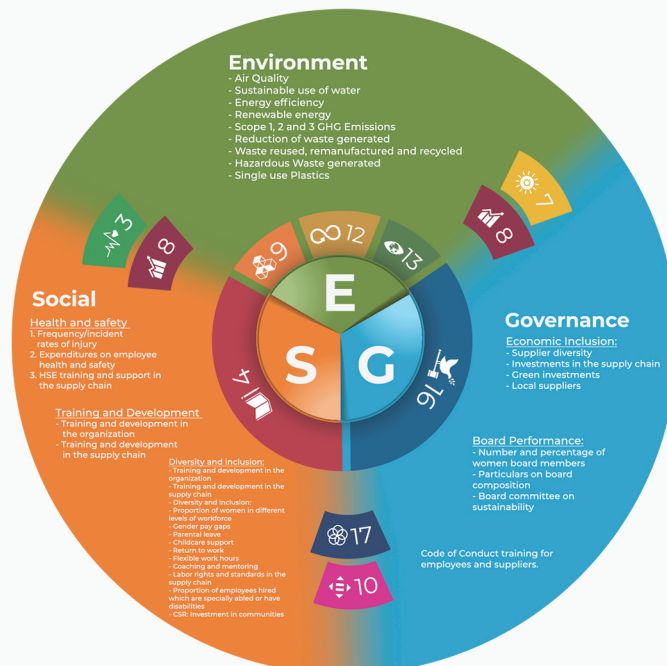 Environment
- Air Quality
- Sustainable use of water
- Energy efficiency
- Renewable energy
- Scope 1, 2 and 3 GHG Emissions
- Reduction of waste generated
- Waste reused, remanufactured and recycled
- Hazardous Waste generated
- Single use Plastics
3
8
9
12
13
8
7
E
S
G
4
16
17
10
Social
Health and safety
1. Frequency/incident
rates of injury
2. Expenditures on employee
health and safety
3. HSE training and support in
the supply chain
Training and Development
- Training and development in
the organization
- Training and development
in the supply chain
Diversity and inclusion:
- Training and development in the
organization
- Training and development in the
supply chain
- Diversity and inclusion:
- Proportion of women in different
levels of workforce
- Gender pay gaps
- Parental leave
- Childcare support
- Return to work
- Flexible work hours
- Coaching and mentoring
- Labor rights and standards in the
supply chain
- Proportion of employees hired
which are specially abled or have
disabilities
- CSR: Investment in communities
Governance
Economic Inclusion:
- Supplier diversity
- Investments in the supply chain
- Green investments
- Local suppliers
Board Performance:
- Number and percentage of
women board members
- Particulars on board
composition
- Board committee on
sustainability
Code of Conduct training for
employees and suppliers.